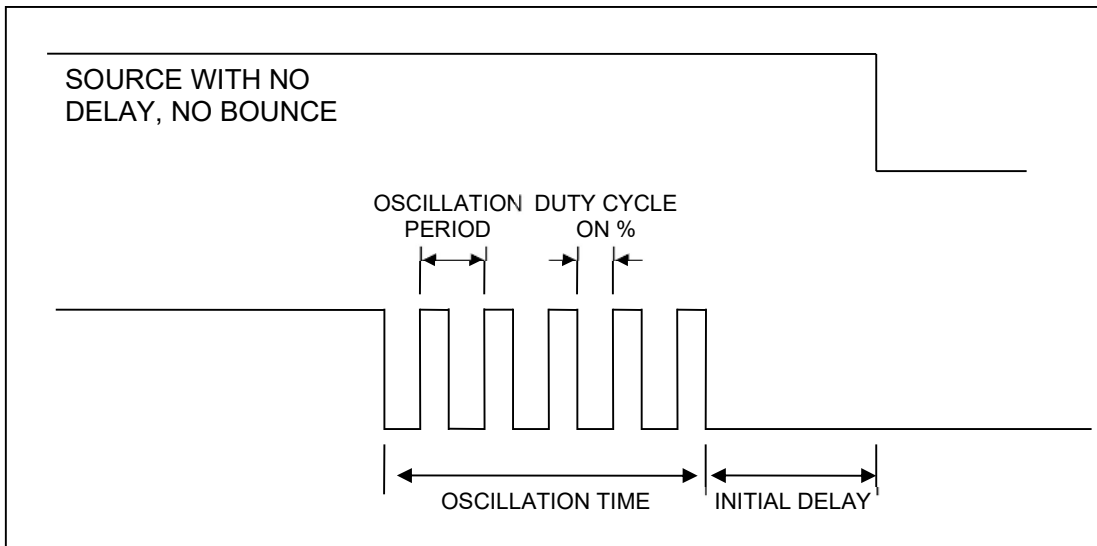 SOURCE WITH NO
DELAY, NO BOUNCE
OSCILLATION
PERIOD
DUTY CYCLE
ON %
OSCILLATION TIME
INITIAL DELAY